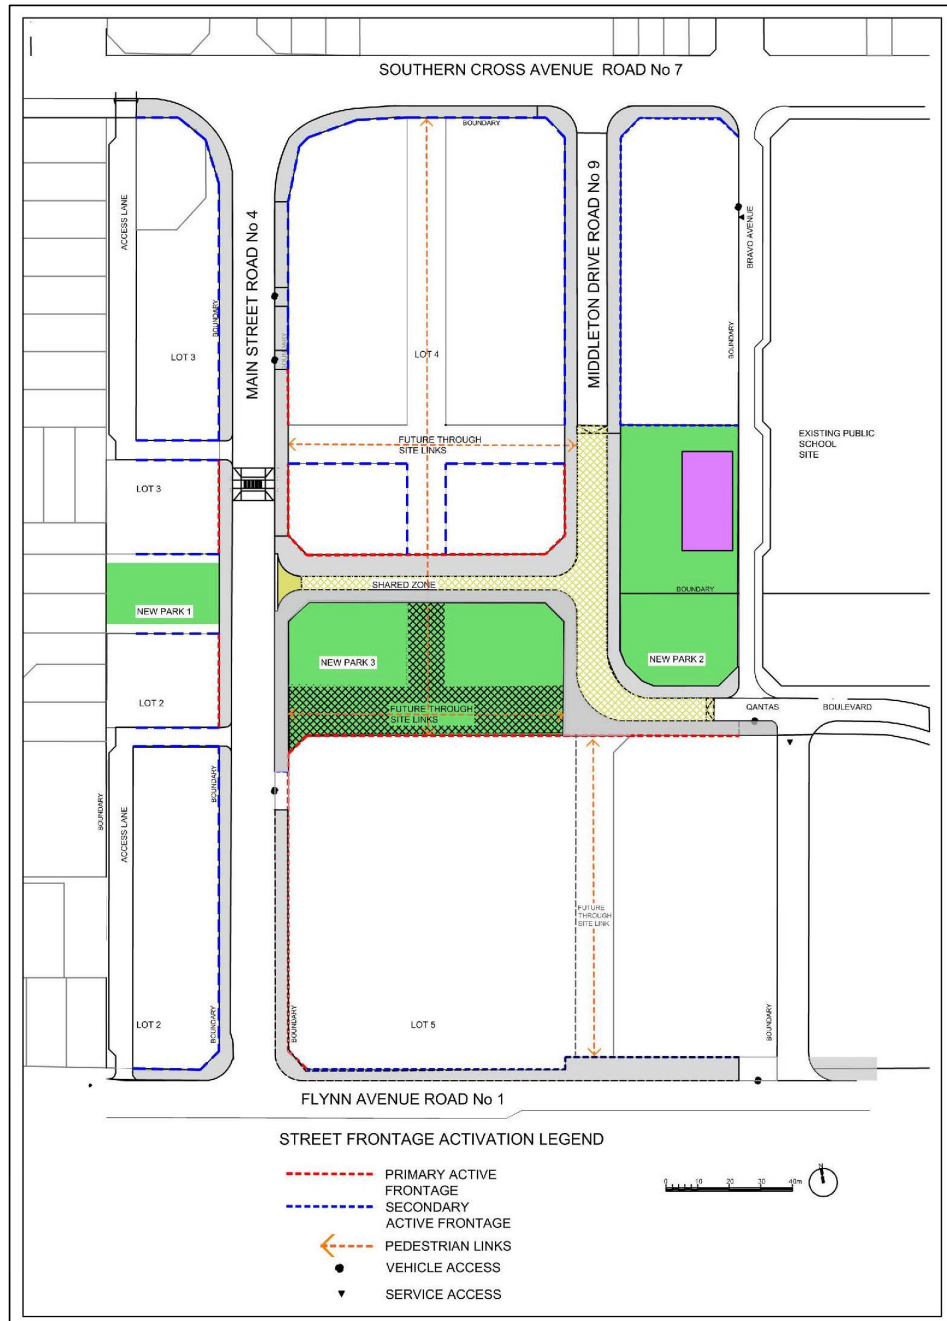 SOUTHERN CROSS AVENUE ROAD No 7
BOUNDARY
ACCESS LANE
MAIN STREET ROAD No 4
MIDDLETON DRIVE ROAD No 9
BRAVO AVENUE
BOUNDARY
BOUNDARY
BOUNDARY
LOT 3
LOT 4
FUTURE THROUGH
SITE LINKS
EXISTING PUBLIC
SCHOOL
SITE
LOT 3
SHARED ZONE
BOUNDARY
NEW PARK 1
NEW PARK 3
NEW PARK 2
LOT 2
FUTURE THROUGH
SITE LINKS
QANTAS
BOULEVARD
BOUNDARY
BOUNDARY
BOUNDARY
ACCESS LANE
FUTURE
THROUGH
SITE LINK
LOT 2
BOUNDARY
BOUNDARY
LOT 5
BOUNDARY
FLYNN AVENUE ROAD No 1
STREET FRONTAGE ACTIVATION LEGEND
PRIMARY ACTIVE
FRONTAGE
SECONDARY
ACTIVE FRONTAGE
PEDESTRIAN LINKS
VEHICLE ACCESS
SERVICE ACCESS
0 10 20 30 40m
N